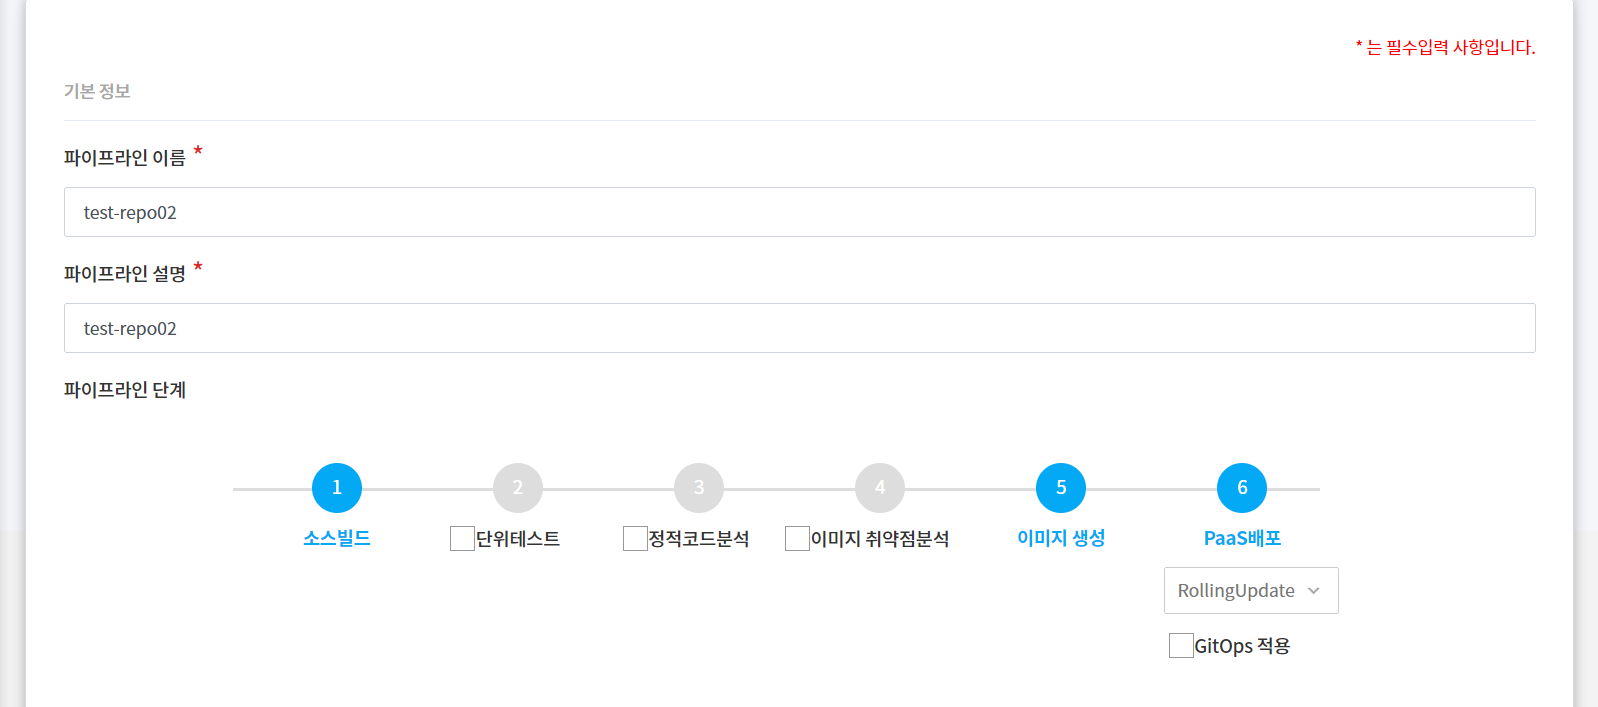 * 는 필수입력 사항입니다.
기본 정보
파이프라인 이름 *
test-repo02
파이프라인 설명 *
test-repo02
파이프라인 단계
1 2 3 4 5 6
소스빌드 단위테스트 정적코드분석 이미지 취약점분석 이미지 생성 PaaS배포
RollingUpdate
GitOps 적용